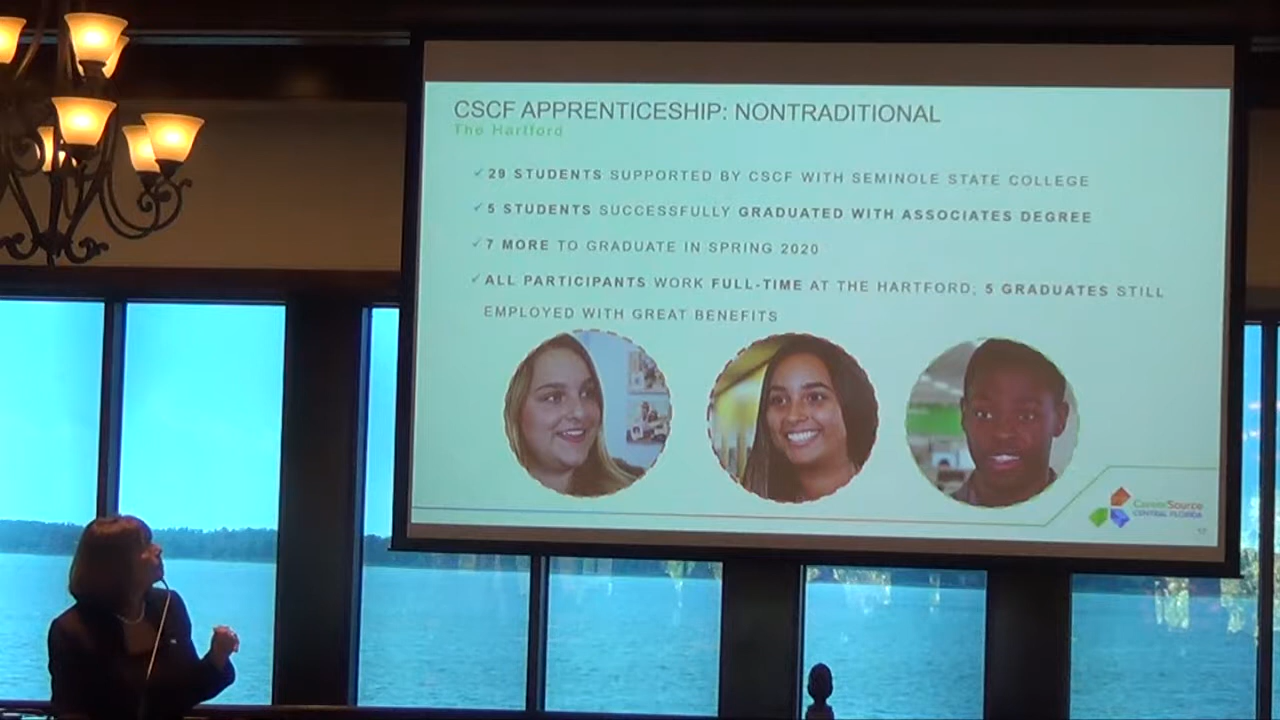 CSCF APPRENTICESHIP: NONTRADITIONAL
The Hartford
✓ 29 STUDENTS SUPPORTED BY CSCF WITH SEMINOLE STATE COLLEGE
✓ 5 STUDENTS SUCCESSFULLY GRADUATED WITH ASSOCIATES DEGREE
✓ 7 MORE TO GRADUATE IN SPRING 2020
✓ ALL PARTICIPANTS WORK FULL-TIME AT THE HARTFORD; 5 GRADUATES STILL
EMPLOYED WITH GREAT BENEFITS
CareerSource
CENTRAL FLORIDA